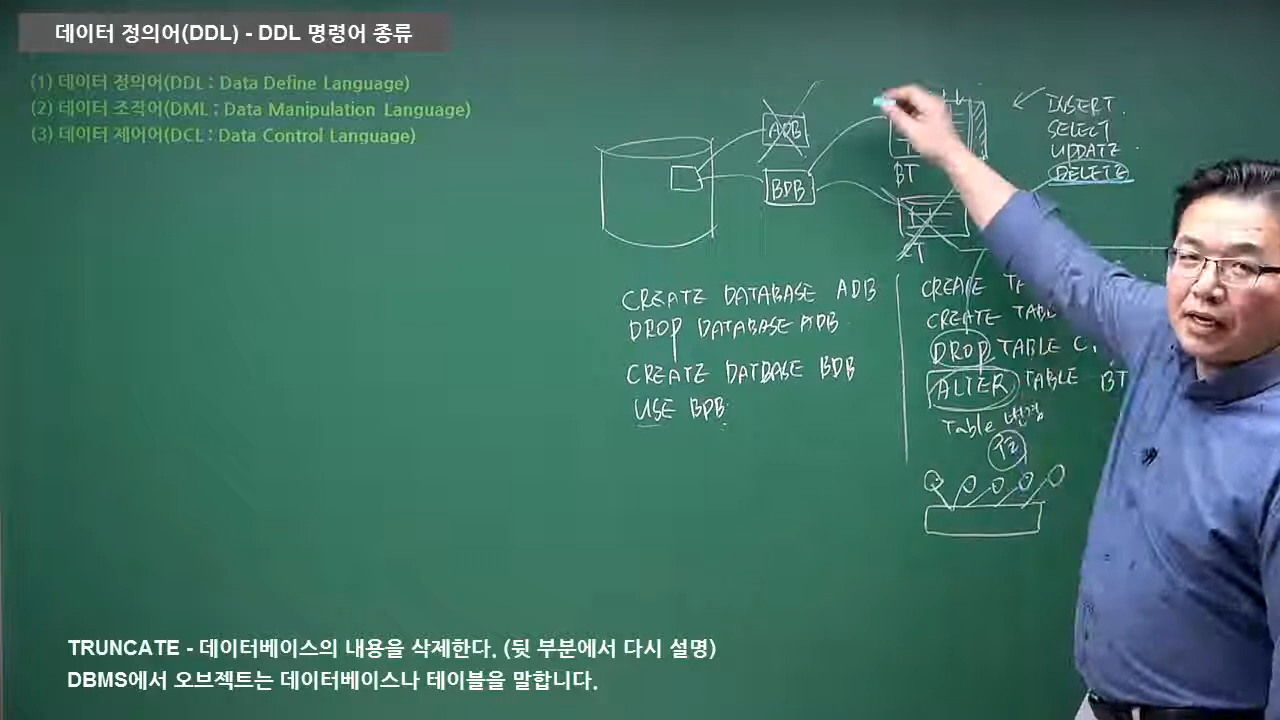 데이터 정의어(DDL) - DDL 명령어 종류
(1) 데이터 정의어(DDL : Data Define Language)
(2) 데이터 조작어(DML : Data Manipulation Language)
(3) 데이터 제어어(DCL : Data Control Language)
ADB
BDB
BT
INSERT
SELECT
UPDATE
DELETE
CREATE DATABASE ADB
DROP DATABASE ADB
CREATE DATDBASE BDB
USE BDB
CREATE TA
CREATE TABL
DROP TABLE C
ALTER TABLE BT
Table 변경
TRUNCATE - 데이터베이스의 내용을 삭제한다. (뒷 부분에서 다시 설명)
DBMS에서 오브젝트는 데이터베이스나 테이블을 말합니다.